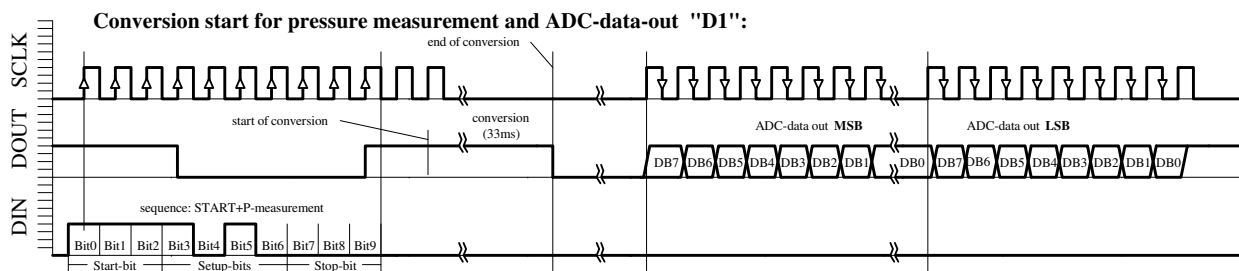 Conversion start for pressure measurement and ADC-data-out "D1":
end of conversion
SCLK
start of conversion
conversion
(33ms)
ADC-data out MSB
ADC-data out LSB
DOUT
DB7 DB6 DB5 DB4 DB3 DB2 DB1 DB0 DB7 DB6 DB5 DB4 DB3 DB2 DB1 DB0
sequence: START+P-measurement
DIN
Bit0 Bit1 Bit2 Bit3 Bit4 Bit5 Bit6 Bit7 Bit8 Bit9
Start-bit Setup-bits Stop-bit